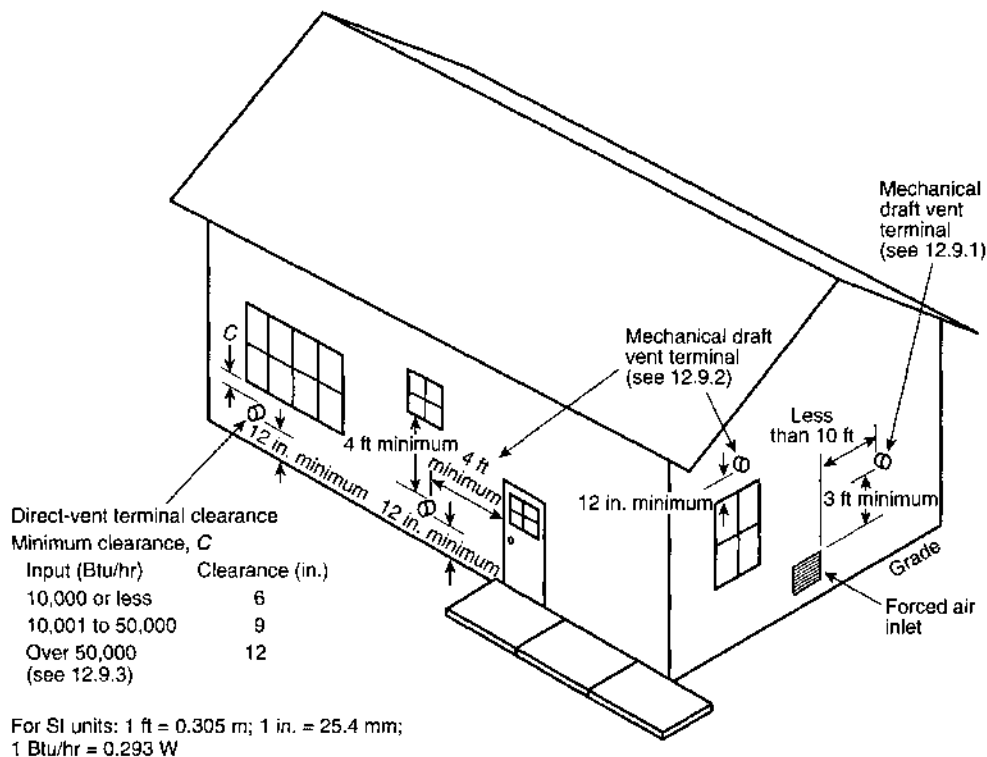 Mechanical
draft vent
terminal
(see 12.9.1)
Mechanical draft
vent terminal
(see 12.9.2)
Less
than 10 ft
C
4 ft minimum
4 ft
minimum
12 in. minimum
12 in. minimum
12 in. minimum
3 ft minimum
Grade
Forced air
inlet
Direct-vent terminal clearance
Minimum clearance, C
Input (Btu/hr) Clearance (in.)
10,000 or less 6
10,001 to 50,000 9
Over 50,000 12
(see 12.9.3)
For SI units: 1 ft = 0.305 m; 1 in. = 25.4 mm;
1 Btu/hr = 0.293 W